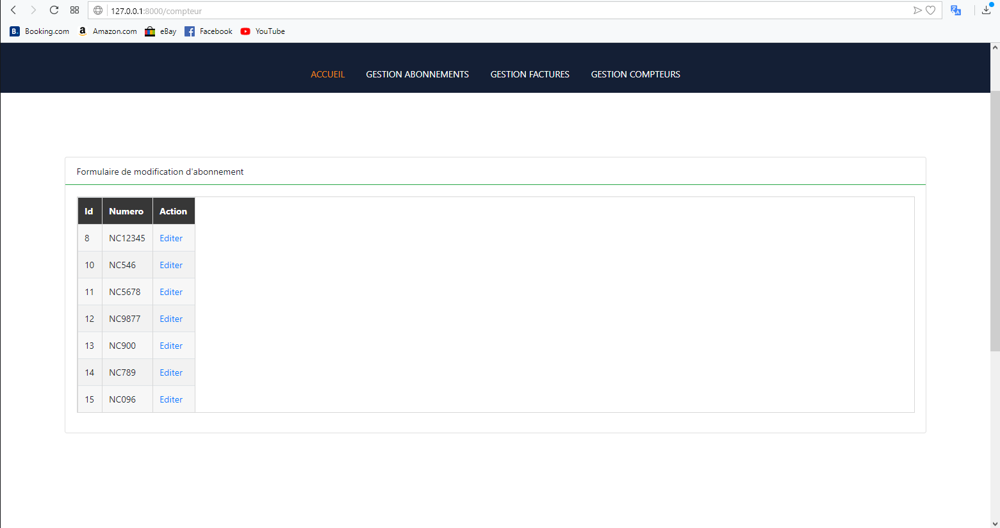 127.0.0.1:8000/compteur
Booking.com Amazon.com eBay Facebook YouTube
ACCUEIL GESTION ABONNEMENTS GESTION FACTURES GESTION COMPTEURS
Formulaire de modification d'abonnement
Id Numero Action
8 NC12345 Editer
10 NC546 Editer
11 NC5678 Editer
12 NC9877 Editer
13 NC900 Editer
14 NC789 Editer
15 NC096 Editer